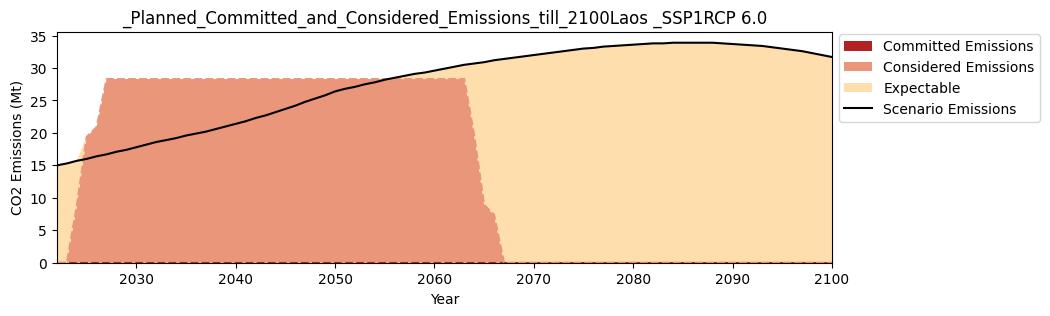 _Planned_Committed_and_Considered_Emissions_till_2100Laos _SSP1RCP 6.0
CO2 Emissions (Mt)
35
30
25
20
15
10
5
0
2030 2040 2050 2060 2070 2080 2090 2100
Year
Committed Emissions
Considered Emissions
Expectable
Scenario Emissions